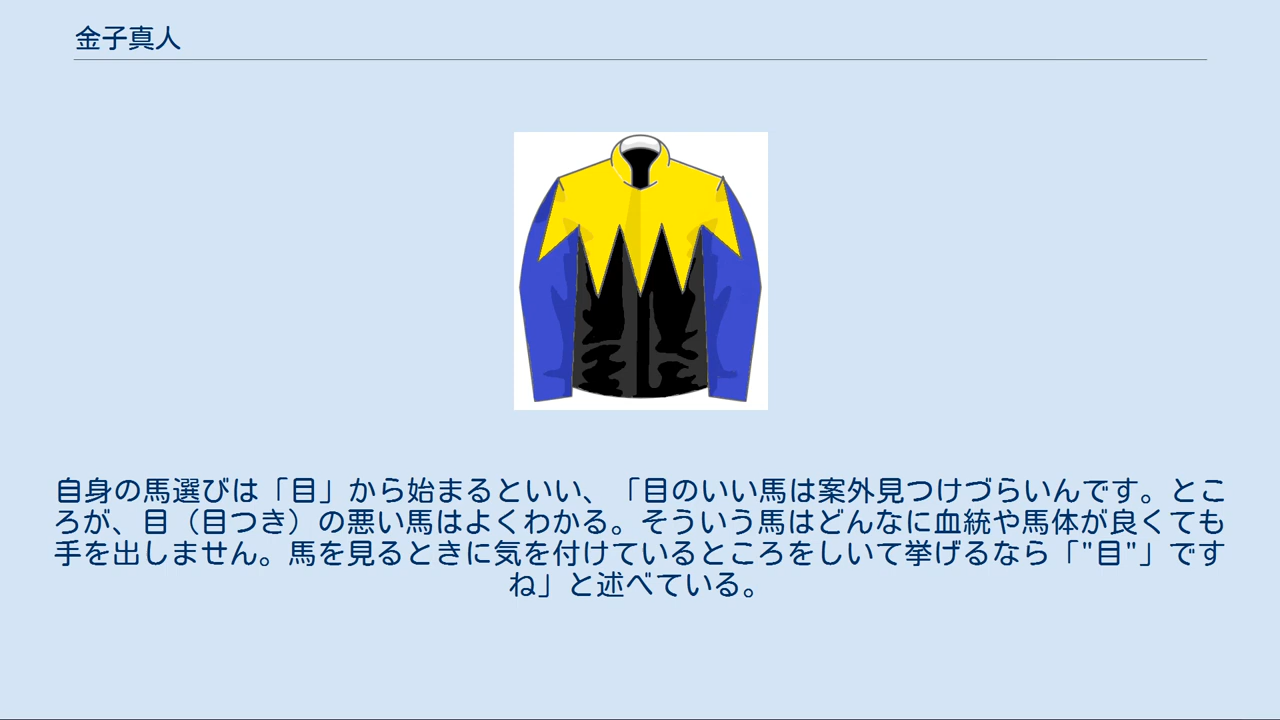 金子真人
自身の馬選びは「目」から始まるといい、「目のいい馬は案外見つけづらいんです。とこ
ろが、目（目つき）の悪い馬はよくわかる。そういう馬はどんなに血統や馬体が良くても
手を出しません。馬を見るときに気を付けているところをしいて挙げるなら「"目"」です
ね」と述べている。